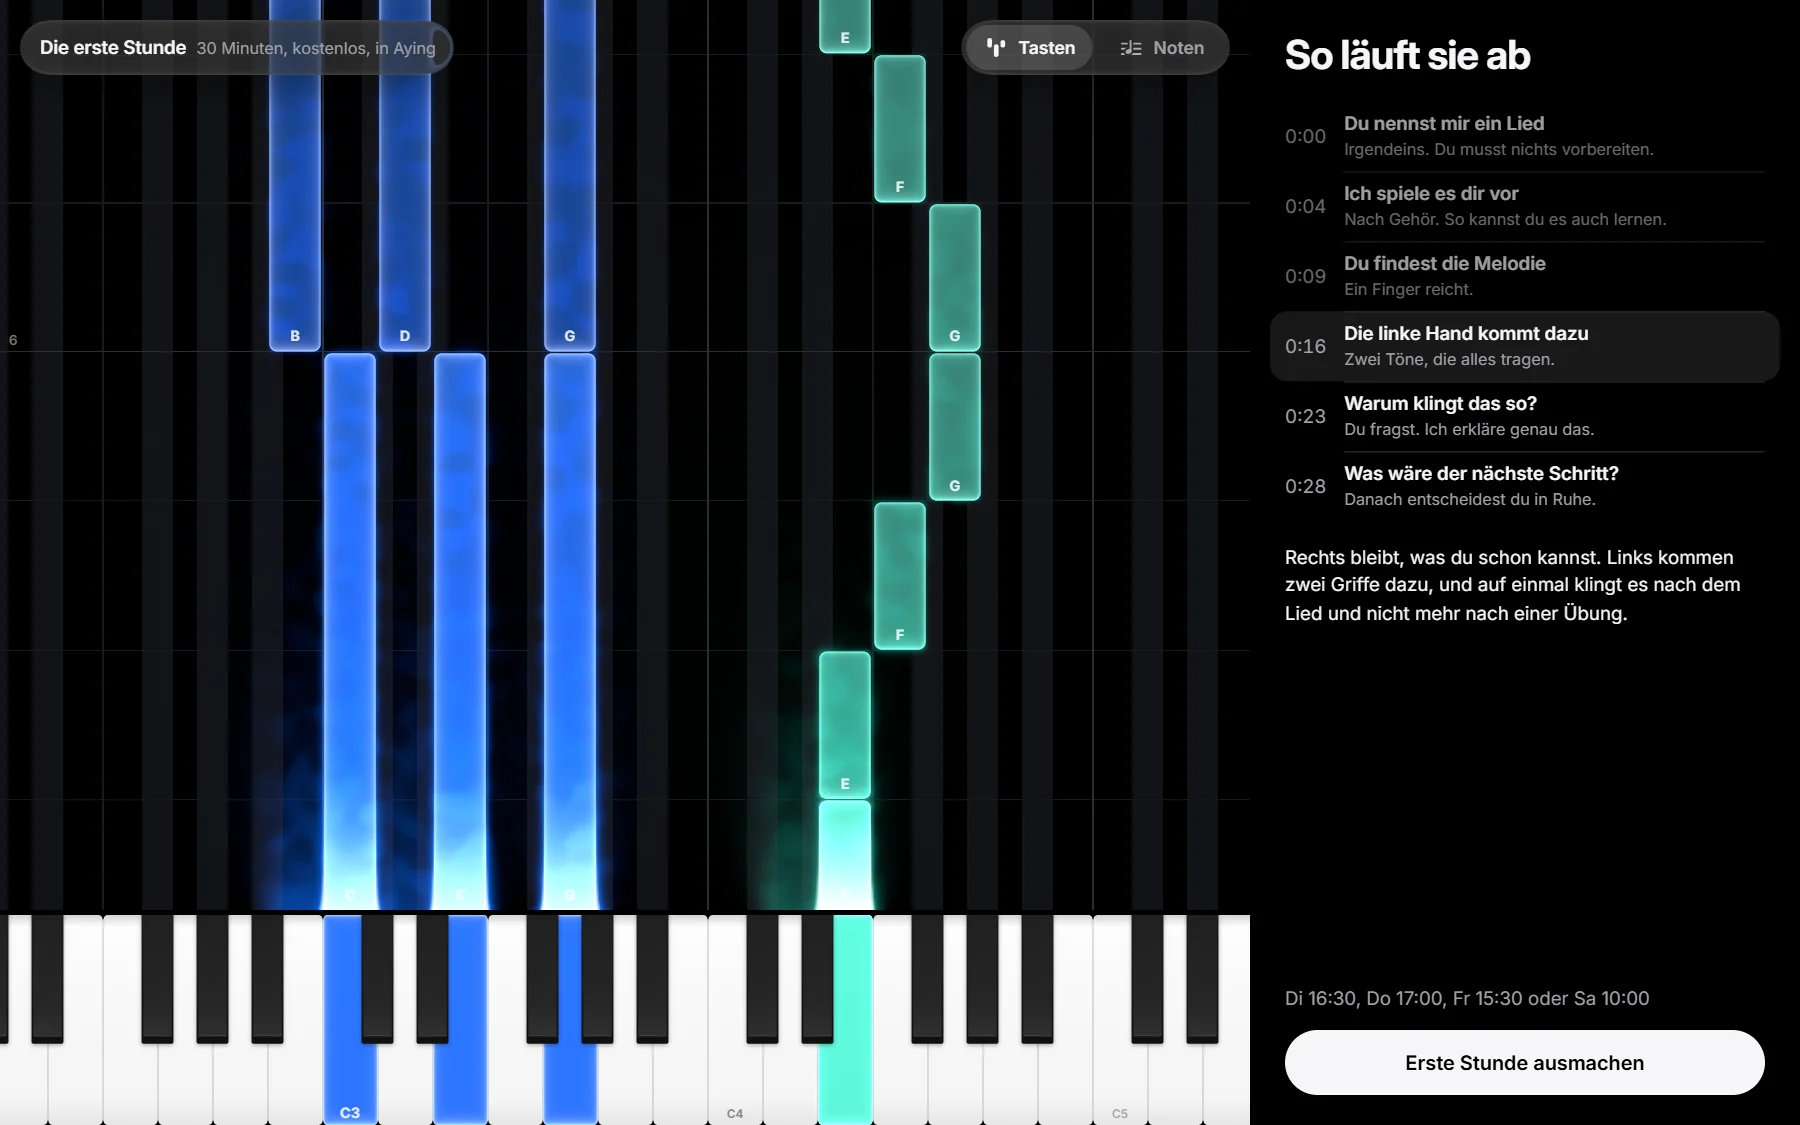 Die erste Stunde 30 Minuten, kostenlos, in Aying
Tasten
Noten
E
F
G
B
D
G
6
G
F
E
C3
C4
C5
So läuft sie ab
0:00
Du nennst mir ein Lied
Irgendeins. Du musst nichts vorbereiten.
0:04
Ich spiele es dir vor
Nach Gehör. So kannst du es auch lernen.
0:09
Du findest die Melodie
Ein Finger reicht.
0:16
Die linke Hand kommt dazu
Zwei Töne, die alles tragen.
0:23
Warum klingt das so?
Du fragst. Ich erkläre genau das.
0:28
Was wäre der nächste Schritt?
Danach entscheidest du in Ruhe.
Rechts bleibt, was du schon kannst. Links kommen
zwei Griffe dazu, und auf einmal klingt es nach dem
Lied und nicht mehr nach einer Übung.
Di 16:30, Do 17:00, Fr 15:30 oder Sa 10:00
Erste Stunde ausmachen